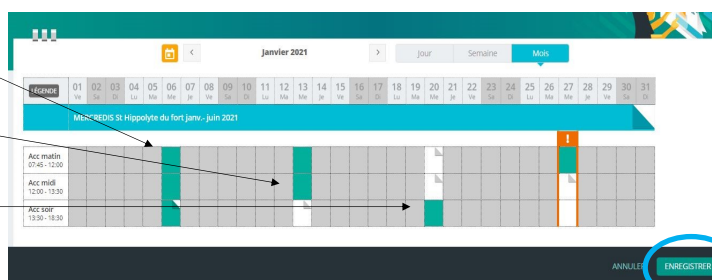 Janvier 2021
Jour Semaine Mois
LÉGENDE 01 02 03 04 05 06 07 08 09 10 11 12 13 14 15 16 17 18 19 20 21 22 23 24 25 26 27 28 29 30 31
Ve Sa Di Lu Ma Me Je Ve Sa Di Lu Ma Me Je Ve Sa Di Lu Ma Me Je Ve Sa Di Lu Ma Me Je Ve Sa Di
MERCREDIS St Hippolyte du fort janv.- juin 2021
!
Acc matin
07:45 - 12:00
Acc midi
12:00 - 13:30
Acc soir
13:30 - 18:30
ANNULER ENREGISTRER